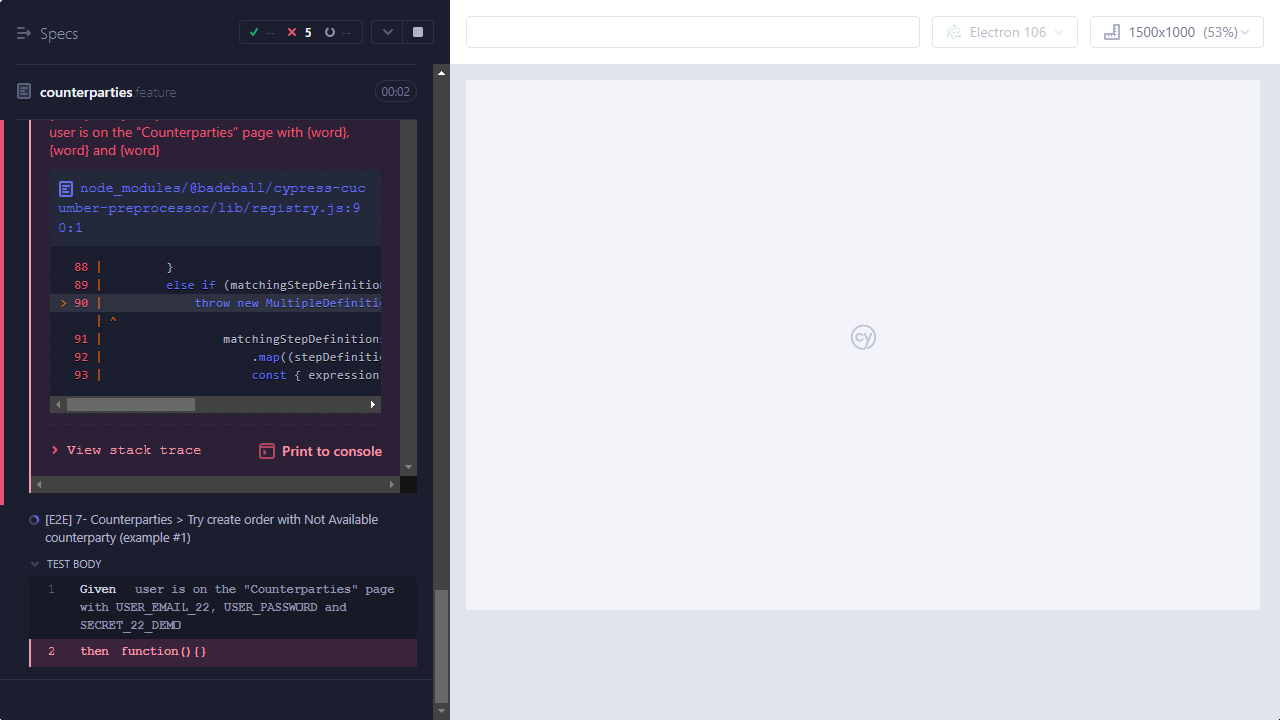 Specs
-- 5 --
Electron 106
1500x1000 (53%)
counterparties.feature
00:02
user is on the "Counterparties" page with {word},
{word} and {word}
node_modules/@badeball/cypress-cuc
umber-preprocessor/lib/registry.js:9
0:1
88 | }
89 | else if (matchingStepDefinition
> 90 | throw new MultipleDefiniti
| ^
91 | matchingStepDefinition
92 | .map((stepDefiniti
93 | const { expression
> View stack trace
Print to console
[E2E] 7- Counterparties > Try create order with Not Available
counterparty (example #1)
TEST BODY
1 Given user is on the "Counterparties" page
with USER_EMAIL_22, USER_PASSWORD and
SECRET_22_DEMO
2 then function(){}
cy